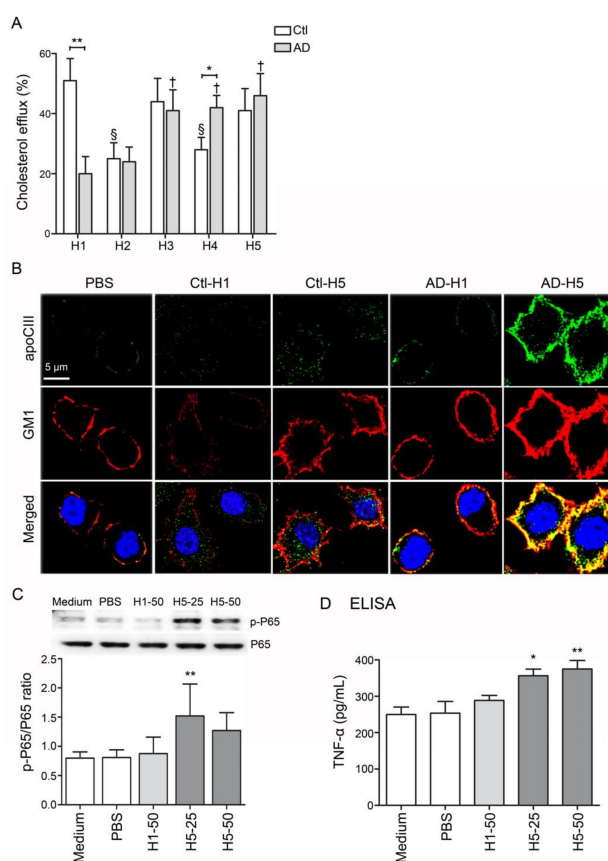 A
Ctl
AD
Cholesterol efflux (%)
60
40
20
0
**
§
†
§
*
†
†
H1 H2 H3 H4 H5
B
PBS Ctl-H1 Ctl-H5 AD-H1 AD-H5
apoCIII
5 µm
GM1
Merged
C
Medium PBS H1-50 H5-25 H5-50
p-P65
P65
p-P65/P65 ratio
2.5
2.0
1.5
1.0
0.5
0.0
**
Medium PBS H1-50 H5-25 H5-50
D ELISA
TNF-α (pg/mL)
400
300
200
100
0
*
**
Medium PBS H1-50 H5-25 H5-50